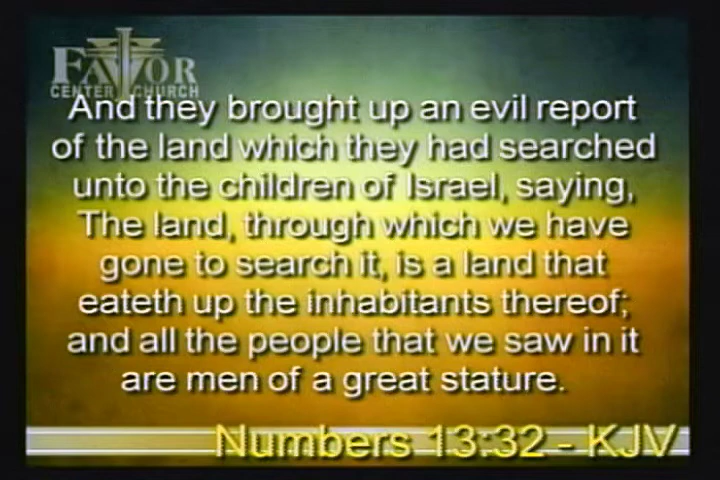 FAVOR
CENTER CHURCH
And they brought up an evil report
of the land which they had searched
unto the children of Israel, saying,
The land, through which we have
gone to search it, is a land that
eateth up the inhabitants thereof;
and all the people that we saw in it
are men of a great stature.
Numbers 13:32 - KJV